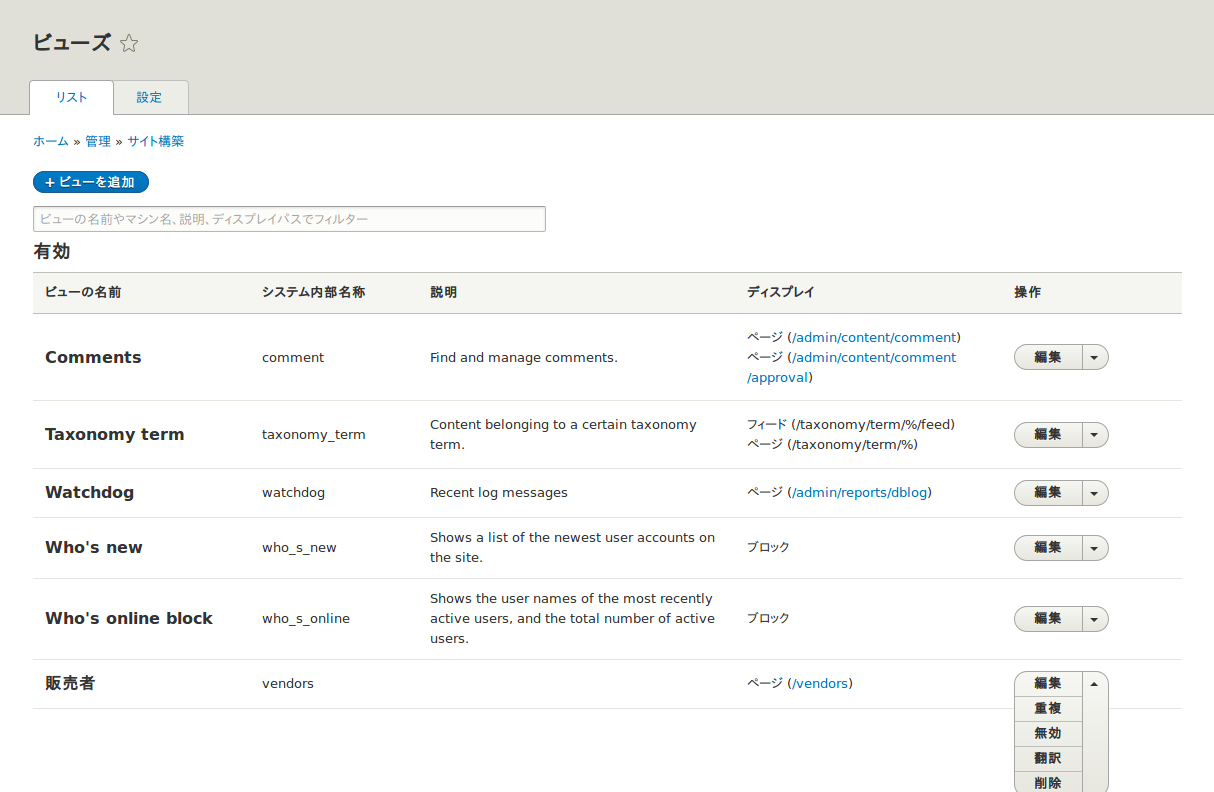 ビューズ
リスト 設定
ホーム » 管理 » サイト構築
+ ビューを追加
ビューの名前やマシン名、説明、ディスプレイパスでフィルター
有効
ビューの名前 システム内部名称 説明 ディスプレイ 操作
Comments comment Find and manage comments. ページ (/admin/content/comment)
ページ (/admin/content/comment
/approval) 編集
Taxonomy term taxonomy_term Content belonging to a certain taxonomy
term. フィード (/taxonomy/term/%/feed)
ページ (/taxonomy/term/%) 編集
Watchdog watchdog Recent log messages ページ (/admin/reports/dblog) 編集
Who's new who_s_new Shows a list of the newest user accounts on
the site. ブロック 編集
Who's online block who_s_online Shows the user names of the most recently
active users, and the total number of active
users. ブロック 編集
販売者 vendors ページ (/vendors) 編集
重複
無効
翻訳
削除